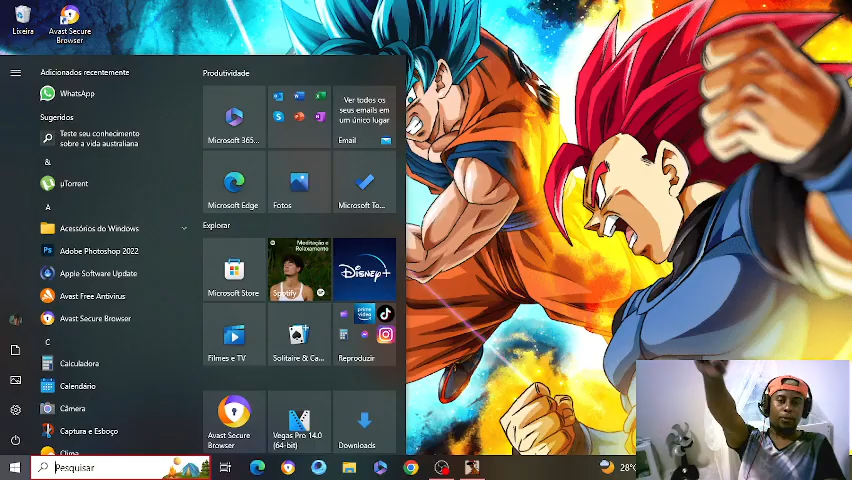 Lixeira
Avast Secure
Browser
Adicionados recentemente
WhatsApp
Sugeridos
Teste seu conhecimento
sobre a vida australiana
&
µTorrent
A
Acessórios do Windows
Adobe Photoshop 2022
Apple Software Update
Avast Free Antivirus
Avast Secure Browser
C
Calculadora
Calendário
Câmera
Captura e Esboço
Clima
Produtividade
Microsoft 365...
Ver todos os
seus emails em
um único lugar
Email
Microsoft Edge
Fotos
Microsoft To...
Explorar
Microsoft Store
Meditação e
Relaxamento
Spotify
Disney+
Filmes e TV
Solitaire & Ca...
prime
video
Reproduzir
Avast Secure
Browser
Vegas Pro 14.0
(64-bit)
Downloads
Pesquisar
28°